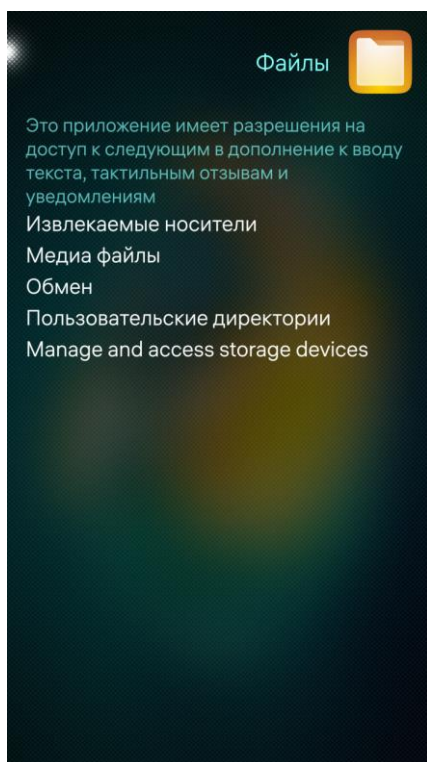 Файлы
Это приложение имеет разрешения на
доступ к следующим в дополнение к вводу
текста, тактильным отзывам и
уведомлениям
Извлекаемые носители
Медиа файлы
Обмен
Пользовательские директории
Manage and access storage devices